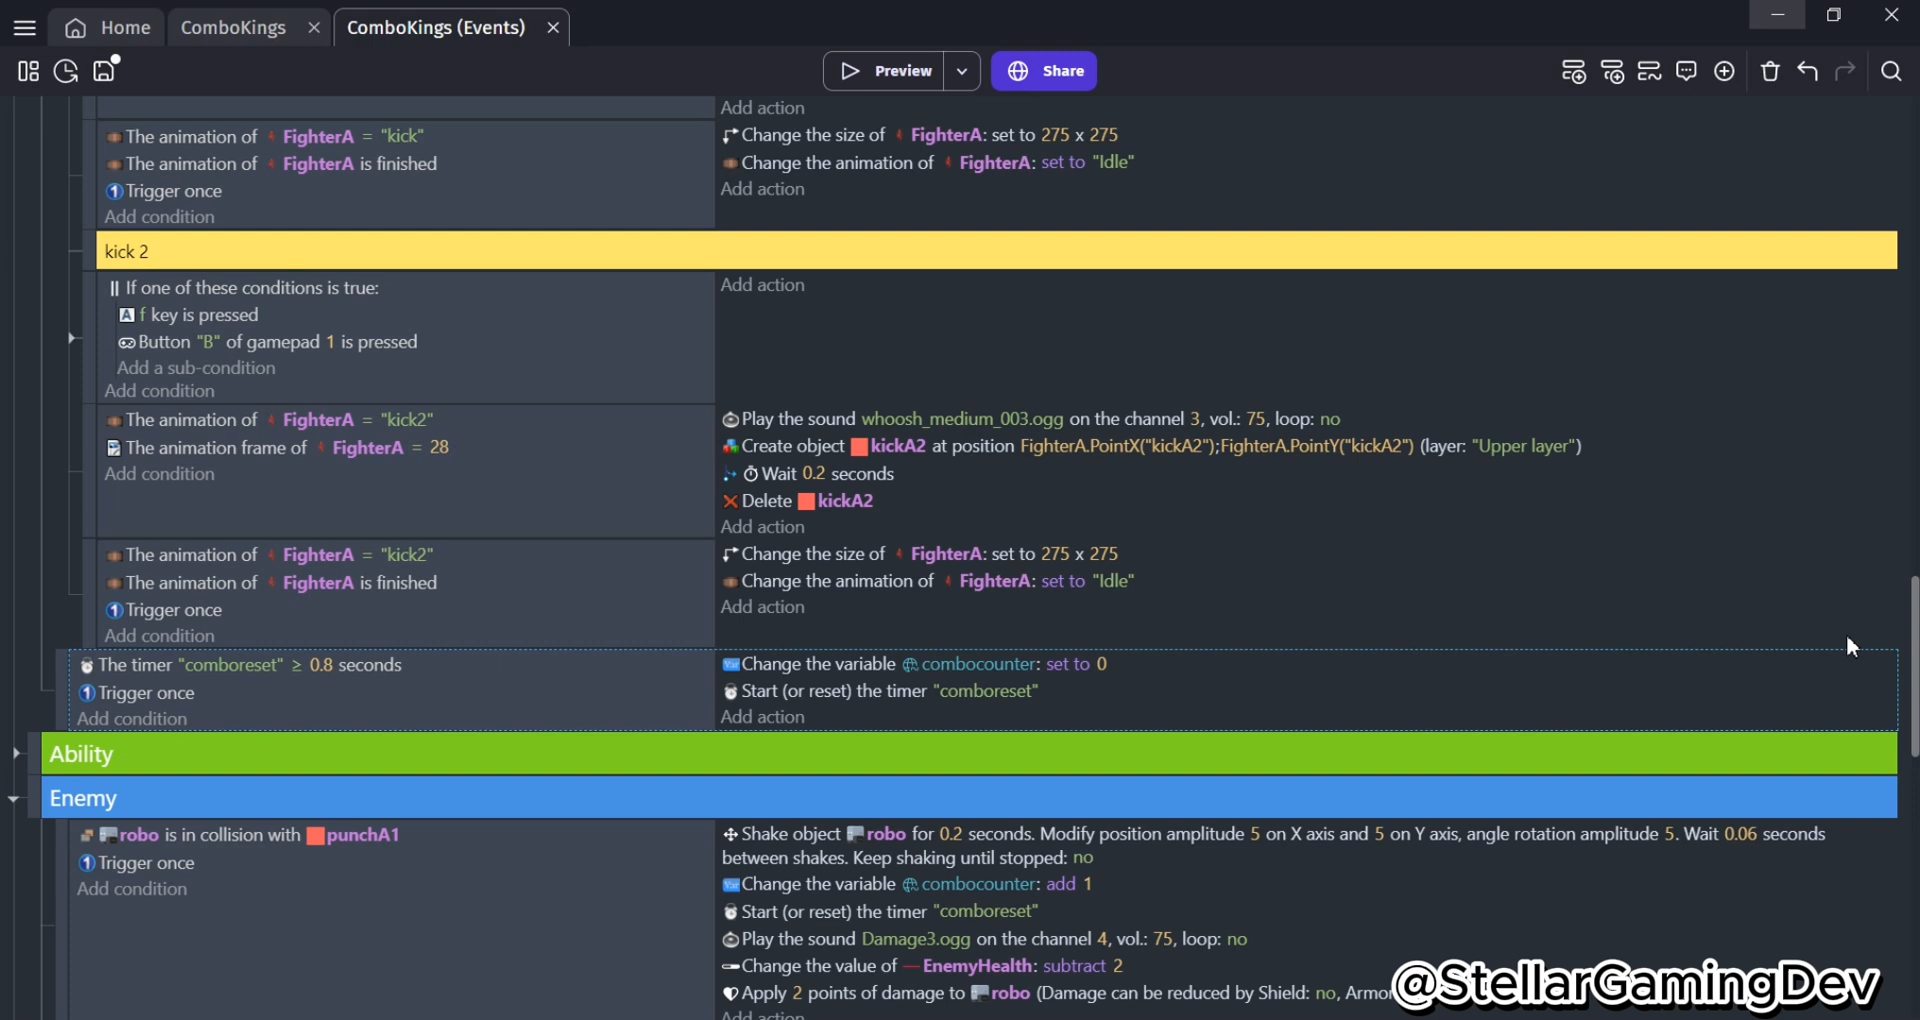 Home
ComboKings
ComboKings (Events)
Preview
Share
Add action
The animation of FighterA = "kick"
The animation of FighterA is finished
Trigger once
Add condition
Change the size of FighterA: set to 275 x 275
Change the animation of FighterA: set to "Idle"
Add action
kick 2
If one of these conditions is true:
f key is pressed
Button "B" of gamepad 1 is pressed
Add a sub-condition
Add condition
Add action
The animation of FighterA = "kick2"
The animation frame of FighterA = 28
Add condition
Play the sound whoosh_medium_003.ogg on the channel 3, vol.: 75, loop: no
Create object kickA2 at position FighterA.PointX("kickA2");FighterA.PointY("kickA2") (layer: "Upper layer")
Wait 0.2 seconds
Delete kickA2
Add action
The animation of FighterA = "kick2"
The animation of FighterA is finished
Trigger once
Add condition
Change the size of FighterA: set to 275 x 275
Change the animation of FighterA: set to "Idle"
Add action
The timer "comboreset" ≥ 0.8 seconds
Trigger once
Add condition
Change the variable combocounter: set to 0
Start (or reset) the timer "comboreset"
Add action
Ability
Enemy
robo is in collision with punchA1
Trigger once
Add condition
Shake object robo for 0.2 seconds. Modify position amplitude 5 on X axis and 5 on Y axis, angle rotation amplitude 5. Wait 0.06 seconds
between shakes. Keep shaking until stopped: no
Change the variable combocounter: add 1
Start (or reset) the timer "comboreset"
Play the sound Damage3.ogg on the channel 4, vol.: 75, loop: no
Change the value of EnemyHealth: subtract 2
Apply 2 points of damage to robo (Damage can be reduced by Shield: no, Armo
@StellarGamingDev
Add action